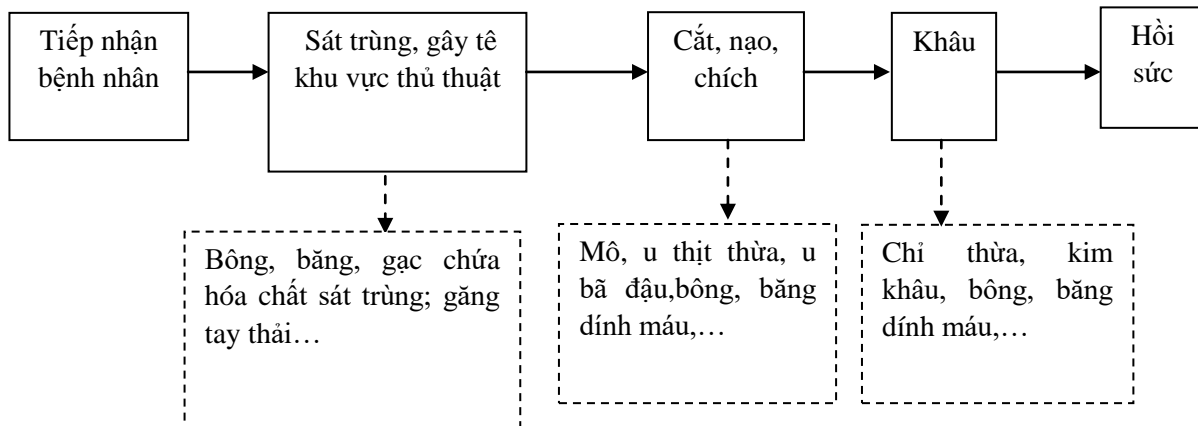 Tiếp nhận
bệnh nhân
Sát trùng, gây tê
khu vực thủ thuật
Cắt, nạo,
chích
Khâu
Hồi
sức
Bông, băng, gạc chứa
hóa chất sát trùng; găng
tay thải…
Mô, u thịt thừa, u
bã đậu,bông, băng
dính máu,…
Chỉ thừa, kim
khâu, bông, băng
dính máu,…